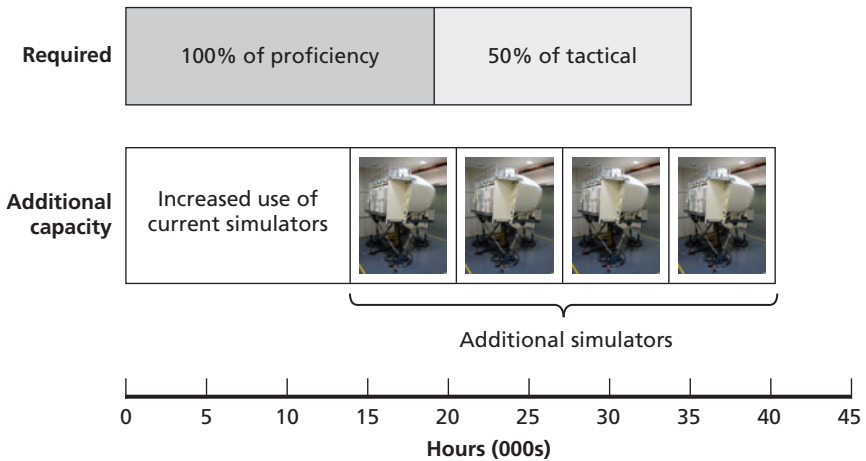 Required
100% of proficiency
50% of tactical
Additional
capacity
Increased use of
current simulators
Additional simulators
0 5 10 15 20 25 30 35 40 45
Hours (000s)